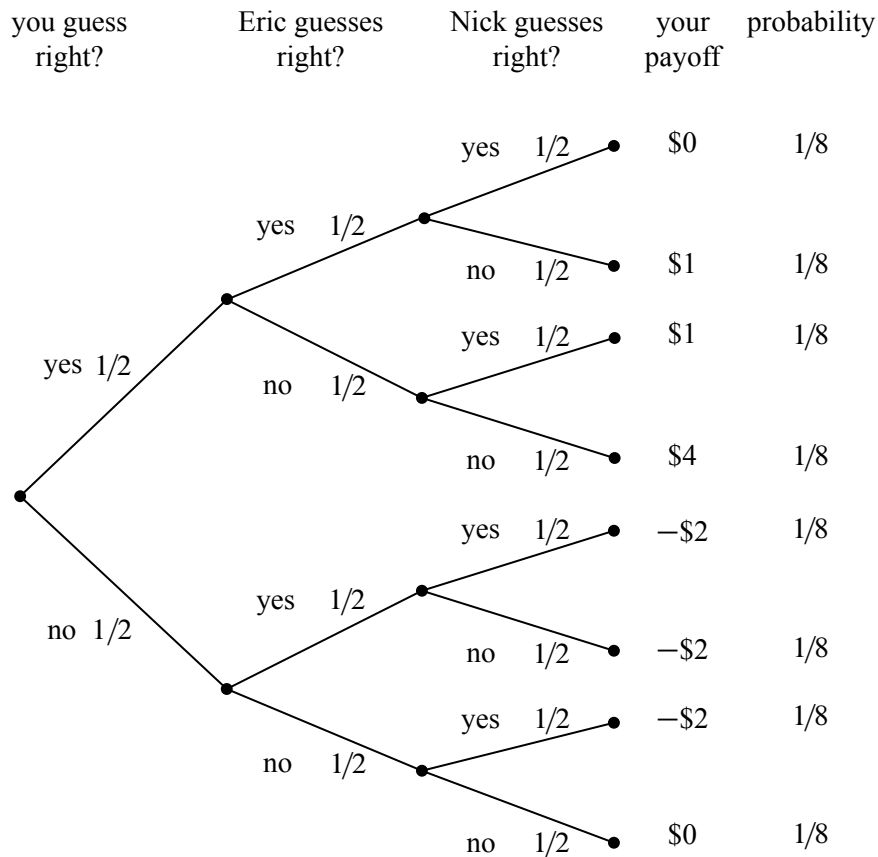 you guess Eric guesses Nick guesses your probability
right? right? right? payoff
yes 1/2 $0 1/8
yes 1/2
no 1/2 $1 1/8
yes 1/2 $1 1/8
yes 1/2
no 1/2
no 1/2 $4 1/8
yes 1/2 −$2 1/8
yes 1/2
no 1/2
no 1/2 −$2 1/8
yes 1/2 −$2 1/8
no 1/2
no 1/2 $0 1/8